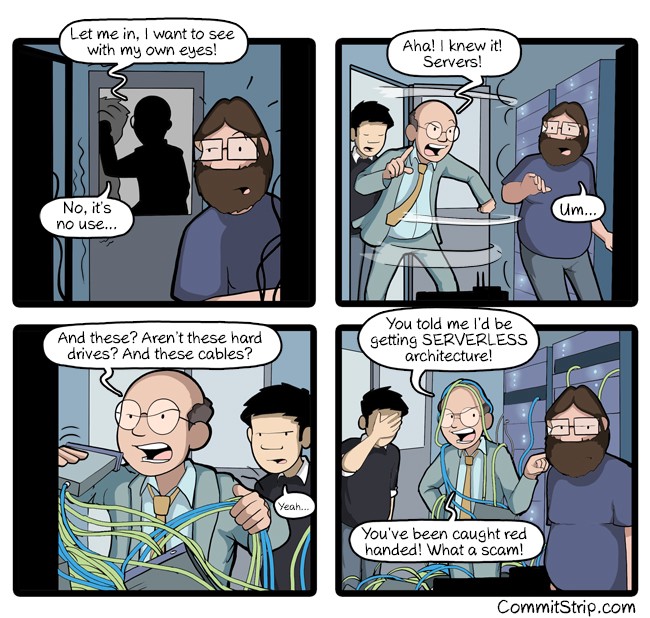 Let me in, I want to see
with my own eyes!
No, it's
no use...
Aha! I knew it!
Servers!
Um...
And these? Aren't these hard
drives? And these cables?
Yeah...
You told me I'd be
getting SERVERLESS
architecture!
You've been caught red
handed! What a scam!
CommitStrip.com